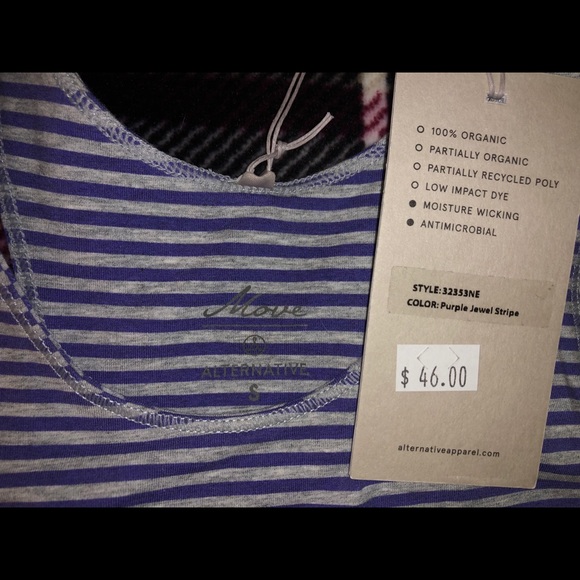 Move
ALTERNATIVE
S
100% ORGANIC
PARTIALLY ORGANIC
PARTIALLY RECYCLED POLY
LOW IMPACT DYE
MOISTURE WICKING
ANTIMICROBIAL
STYLE:32353NE
COLOR: Purple Jewel Stripe
$ 46.00
alternativeapparel.com